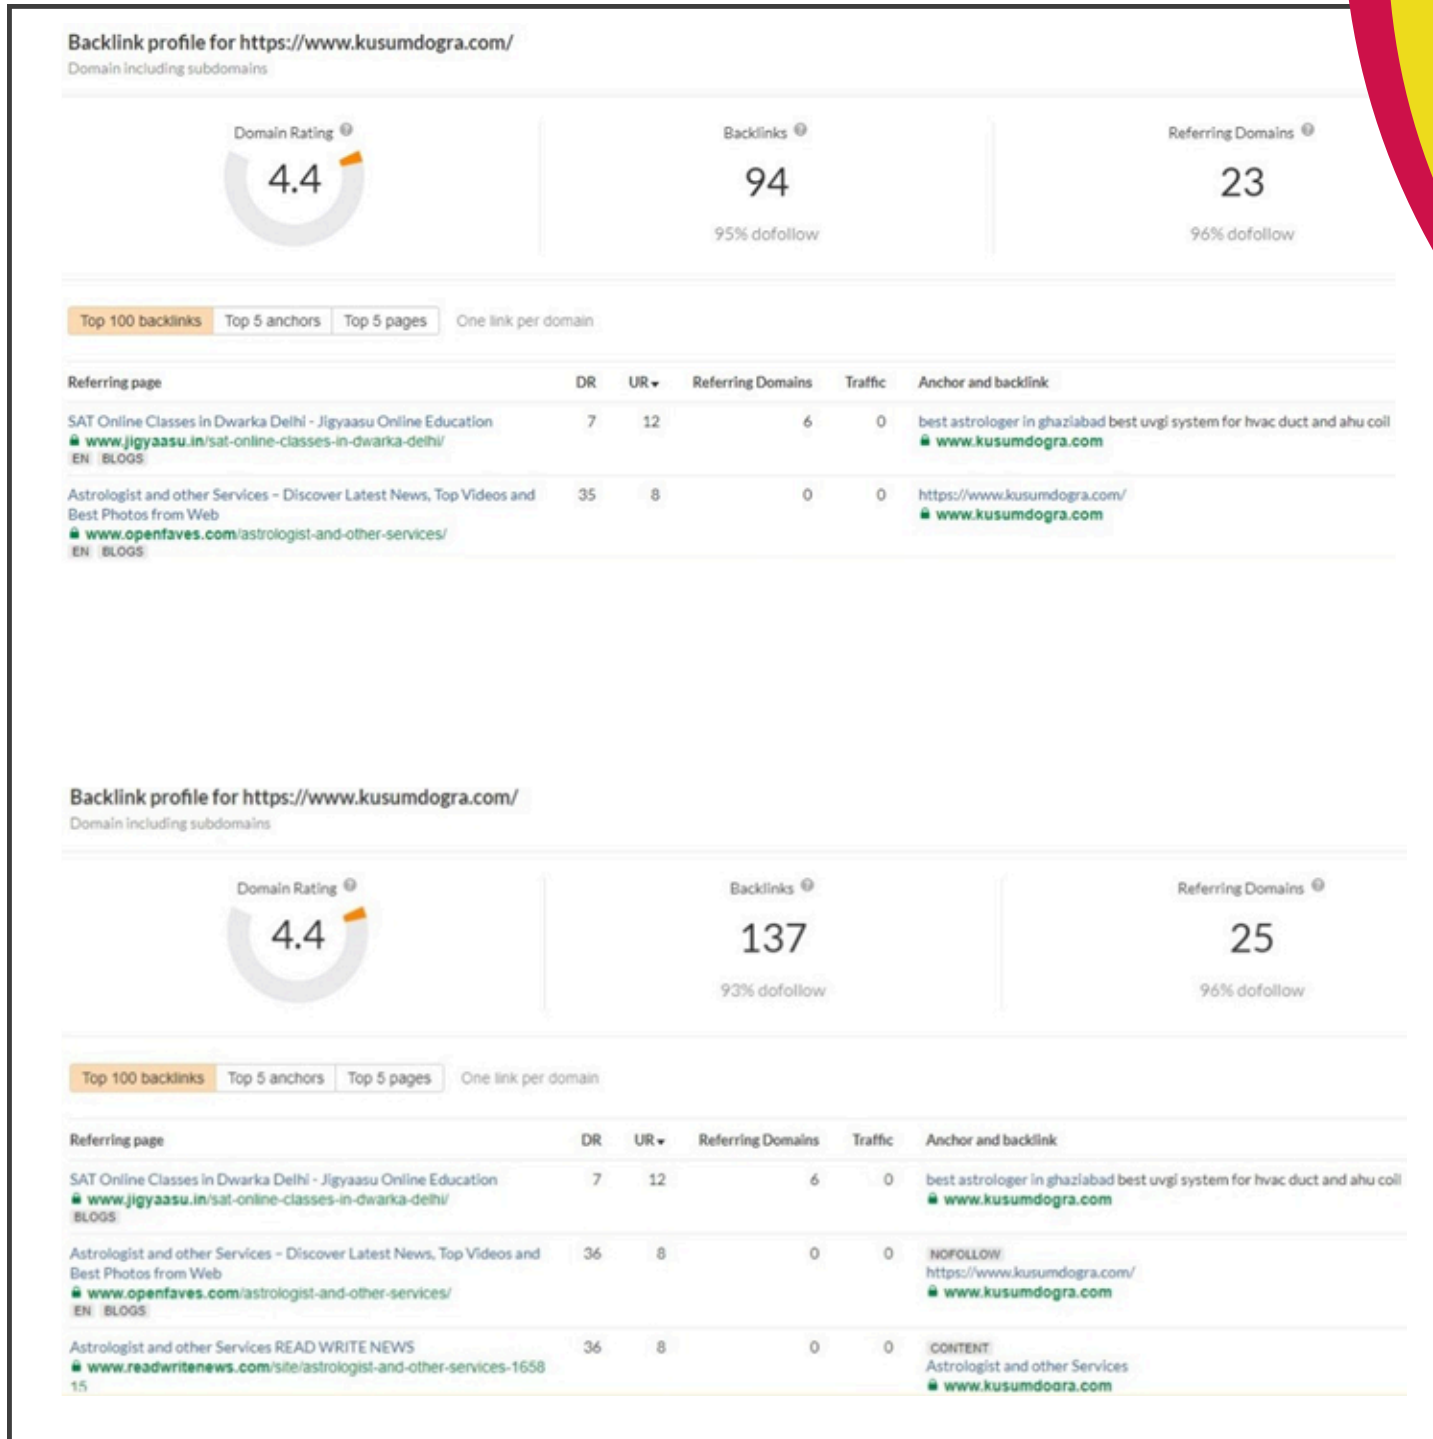 Backlink profile for https://www.kusumdogra.com/
Domain including subdomains
Domain Rating
4.4
Backlinks
94
95% dofollow
Referring Domains
23
96% dofollow
Top 100 backlinks Top 5 anchors Top 5 pages One link per domain
Referring page DR UR Referring Domains Traffic Anchor and backlink
SAT Online Classes in Dwarka Delhi - Jigyaasu Online Education 7 12 6 0 best astrologer in ghaziabad best uvgi system for hvac duct and ahu coil
www.jigyaasu.in/sat-online-classes-in-dwarka-delhi/ www.kusumdogra.com
EN BLOGS
Astrologist and other Services – Discover Latest News, Top Videos and 35 8 0 0 https://www.kusumdogra.com/
Best Photos from Web www.kusumdogra.com
www.openfaves.com/astrologist-and-other-services/
EN BLOGS
Backlink profile for https://www.kusumdogra.com/
Domain including subdomains
Domain Rating
4.4
Backlinks
137
93% dofollow
Referring Domains
25
96% dofollow
Top 100 backlinks Top 5 anchors Top 5 pages One link per domain
Referring page DR UR Referring Domains Traffic Anchor and backlink
SAT Online Classes in Dwarka Delhi - Jigyaasu Online Education 7 12 6 0 best astrologer in ghaziabad best uvgi system for hvac duct and ahu coil
www.jigyaasu.in/sat-online-classes-in-dwarka-delhi/ www.kusumdogra.com
BLOGS
Astrologist and other Services – Discover Latest News, Top Videos and 36 8 0 0 NOFOLLOW
Best Photos from Web https://www.kusumdogra.com/
www.openfaves.com/astrologist-and-other-services/ www.kusumdogra.com
EN BLOGS
Astrologist and other Services READ WRITE NEWS 36 8 0 0 CONTENT
www.readwritenews.com/site/astrologist-and-other-services-1658 Astrologist and other Services
15 www.kusumdogra.com